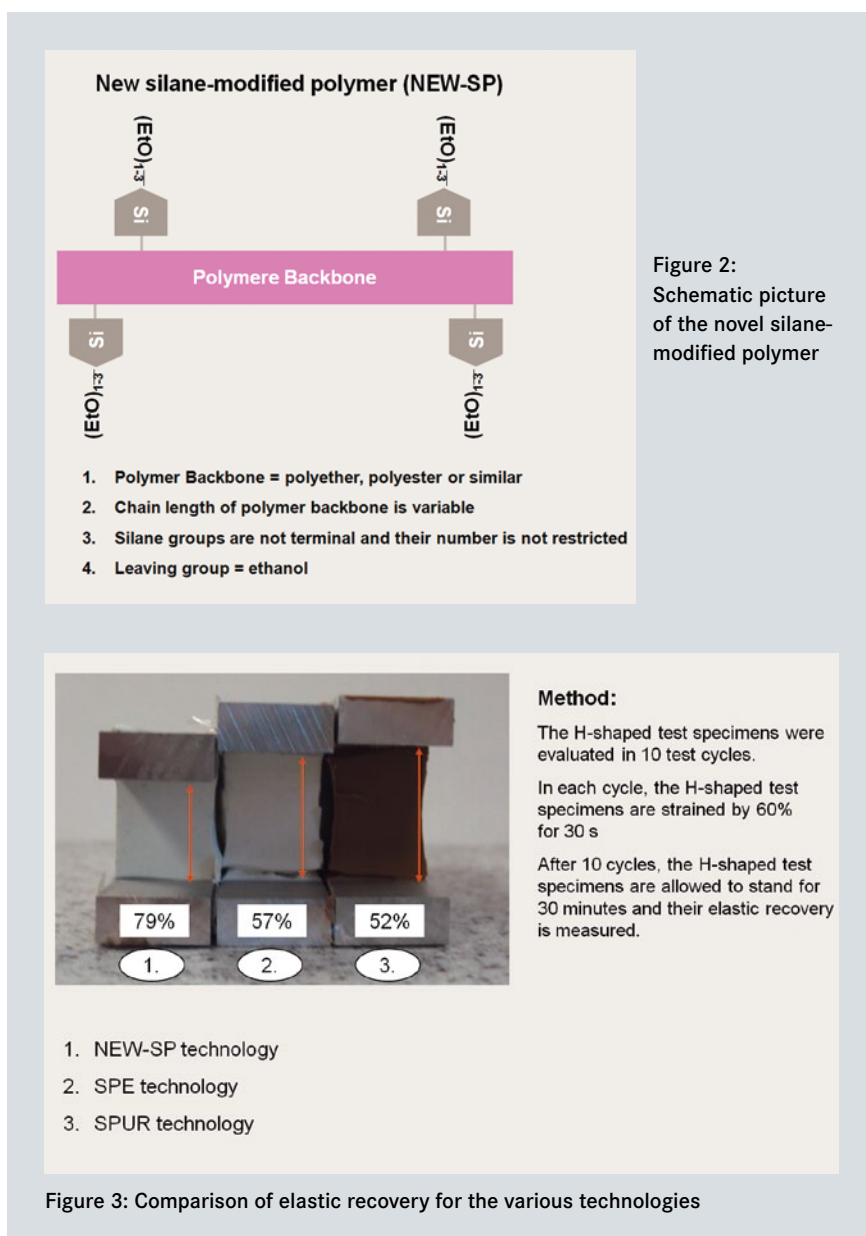 New silane-modified polymer (NEW-SP)
(EtO)1-3 (EtO)1-3
Si Si
Polymere Backbone
Si Si
(EtO)1-3 (EtO)1-3
1. Polymer Backbone = polyether, polyester or similar
2. Chain length of polymer backbone is variable
3. Silane groups are not terminal and their number is not restricted
4. Leaving group = ethanol
Figure 2:
Schematic picture
of the novel silane-
modified polymer
79% 57% 52%
1. 2. 3.
Method:
The H-shaped test specimens were
evaluated in 10 test cycles.
In each cycle, the H-shaped test
specimens are strained by 60%
for 30 s
After 10 cycles, the H-shaped test
specimens are allowed to stand for
30 minutes and their elastic recovery
is measured.
1. NEW-SP technology
2. SPE technology
3. SPUR technology
Figure 3: Comparison of elastic recovery for the various technologies